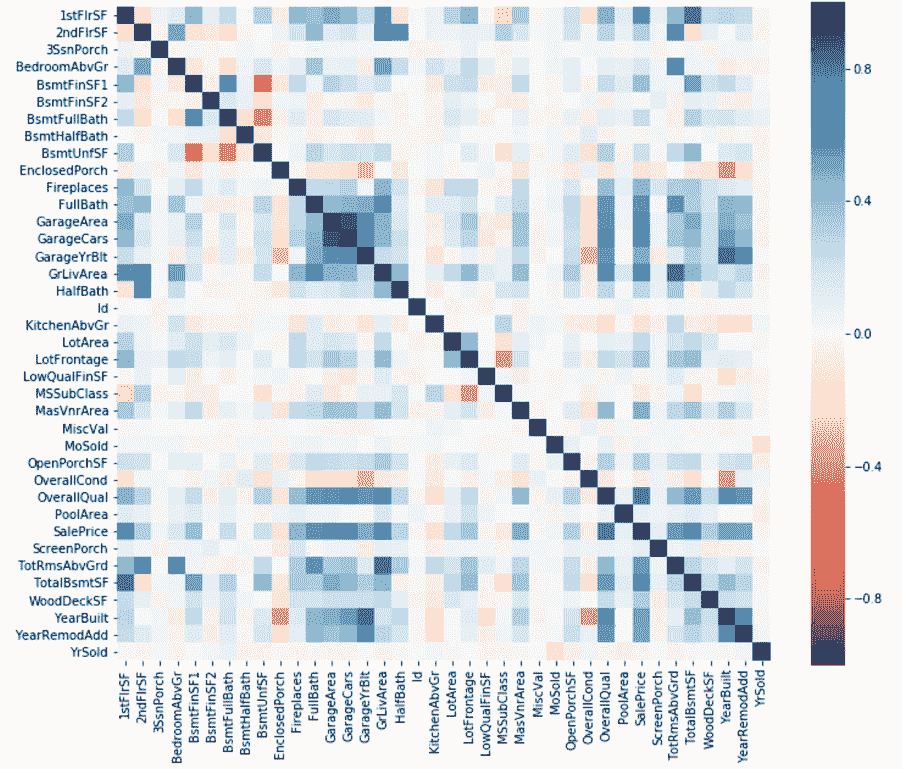 1stFlrSF
2ndFlrSF
3SsnPorch
BedroomAbvGr
BsmtFinSF1
BsmtFinSF2
BsmtFullBath
BsmtHalfBath
BsmtUnfSF
EnclosedPorch
Fireplaces
FullBath
GarageArea
GarageCars
GarageYrBlt
GrLivArea
HalfBath
Id
KitchenAbvGr
LotArea
LotFrontage
LowQualFinSF
MSSubClass
MasVnrArea
MiscVal
MoSold
OpenPorchSF
OverallCond
OverallQual
PoolArea
SalePrice
ScreenPorch
TotRmsAbvGrd
TotalBsmtSF
WoodDeckSF
YearBuilt
YearRemodAdd
YrSold
1stFlrSF
2ndFlrSF
3SsnPorch
BedroomAbvGr
BsmtFinSF1
BsmtFinSF2
BsmtFullBath
BsmtHalfBath
BsmtUnfSF
EnclosedPorch
Fireplaces
FullBath
GarageArea
GarageCars
GarageYrBlt
GrLivArea
HalfBath
Id
KitchenAbvGr
LotArea
LotFrontage
LowQualFinSF
MSSubClass
MasVnrArea
MiscVal
MoSold
OpenPorchSF
OverallCond
OverallQual
PoolArea
SalePrice
ScreenPorch
TotRmsAbvGrd
TotalBsmtSF
WoodDeckSF
YearBuilt
YearRemodAdd
YrSold
0.8
0.4
0.0
−0.4
−0.8